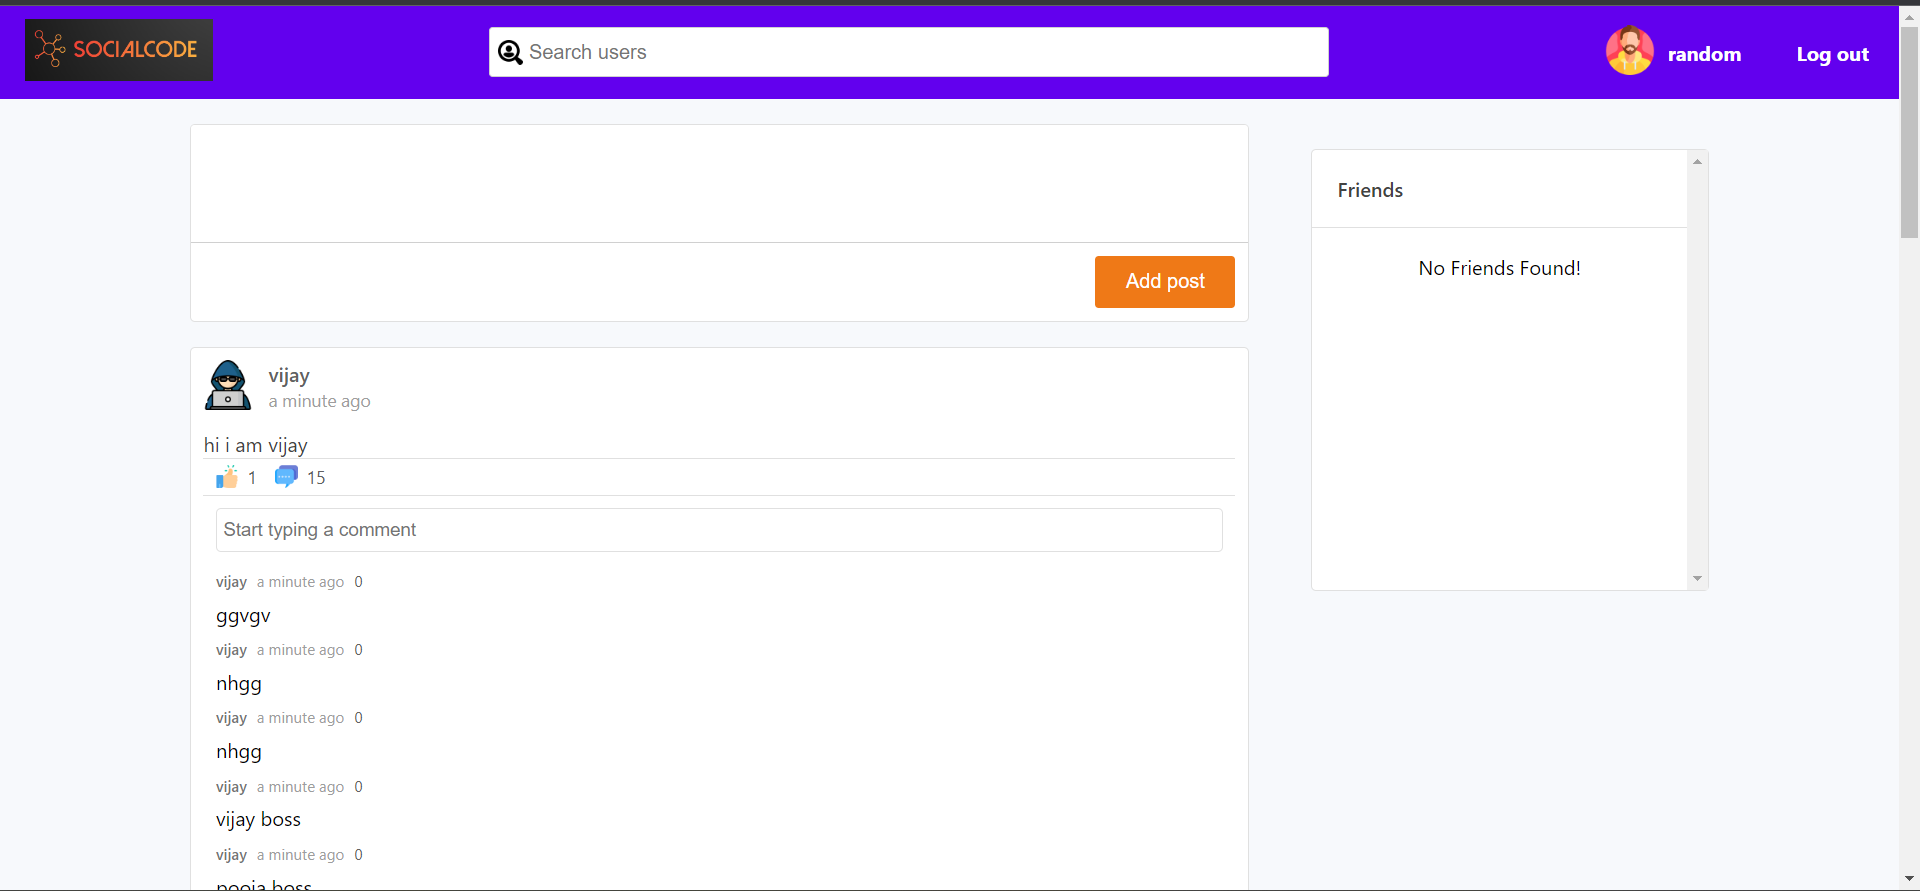 SOCIALCODE
Search users
random
Log out
Add post
Friends
No Friends Found!
vijay
a minute ago
hi i am vijay
1 15
Start typing a comment
vijay a minute ago 0
ggvgv
vijay a minute ago 0
nhgg
vijay a minute ago 0
nhgg
vijay a minute ago 0
vijay boss
vijay a minute ago 0
pooja boss